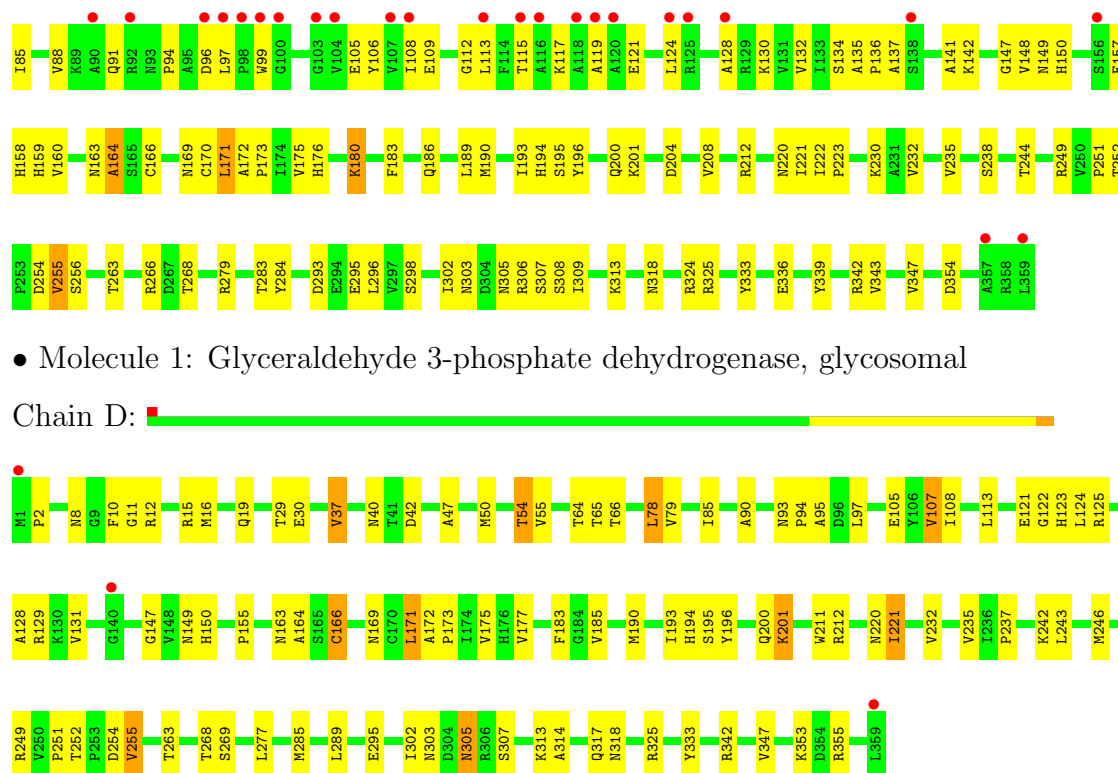 I85 V88 K89 A90 Q91 R92 N93 P94 A95 D96 L97 P98 W99 G100 G103 V104 E105 Y106 V107 I108 E109 G112 L113 F114 T115 A116 K117 A118 A119 A120 E121 L124 R125 A128 R129 K130 V131 V132 I133 S134 A135 P136 A137 S138 A141 K142 G147 V148 N149 H150 S156 E157
H158 H159 V160 N163 A164 S165 C166 N169 C170 L171 A172 P173 I174 V175 H176 K180 F183 Q186 L189 M190 I193 H194 S195 Y196 Q200 K201 D204 V208 R212 N220 I221 I222 P223 K230 A231 V232 V235 S238 T244 R249 V250 P251 T252
P253 D254 V255 S256 T263 R266 D267 T268 R279 T283 Y284 D293 E294 E295 L296 V297 S298 I302 N303 D304 N305 R306 S307 S308 I309 K313 N318 R324 R325 Y333 E336 Y339 R342 V343 V347 D354 A357 R358 L359
• Molecule 1: Glyceraldehyde 3-phosphate dehydrogenase, glycosomal
Chain D:
M1 P2 N8 G9 F10 G11 R12 R15 M16 Q19 T29 E30 V37 N40 T41 D42 A47 M50 T54 V55 T64 T65 T66 L78 V79 I85 A90 N93 P94 A95 D96 L97 E105 Y106 V107 I108 L113 E121 G122 H123 L124 R125
A128 R129 K130 V131 G140 G147 V148 N149 H150 P155 N163 A164 S165 C166 N169 C170 L171 A172 P173 I174 V175 H176 V177 F183 G184 V185 M190 I193 H194 S195 Y196 Q200 K201 W211 R212 N220 I221 V232 V235 I236 P237 K242 L243 M246
R249 V250 P251 T252 P253 D254 V255 T263 T268 S269 L277 M285 L289 E295 I302 N303 D304 N305 R306 S307 K313 A314 Q317 N318 R325 Y333 R342 V347 K353 D354 R355 L359